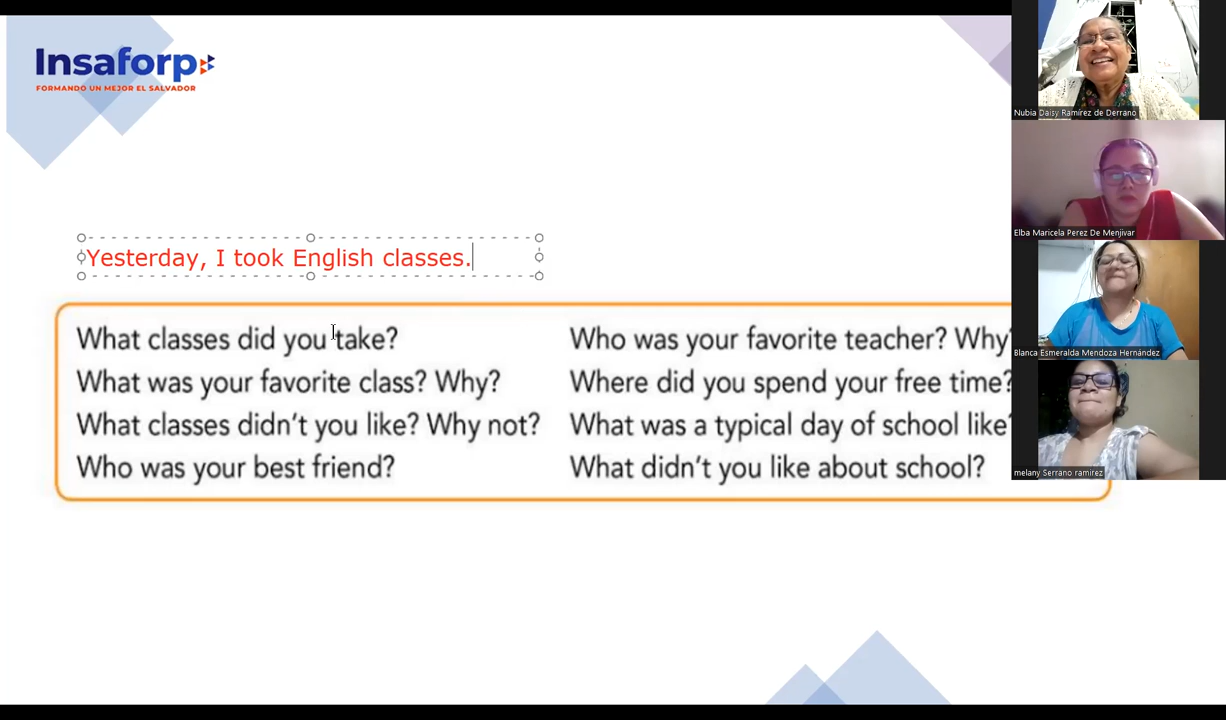 Insaforp
FORMANDO UN MEJOR EL SALVADOR
Yesterday, I took English classes.
What classes did you take?
What was your favorite class? Why?
What classes didn't you like? Why not?
Who was your best friend?
Who was your favorite teacher? Why?
Where did you spend your free time?
What was a typical day of school like?
What didn't you like about school?
Nubia Daisy Ramírez de Derrano
Elba Maricela Perez De Menjivar
Blanca Esmeralda Mendoza Hernández
melany Serrano ramirez